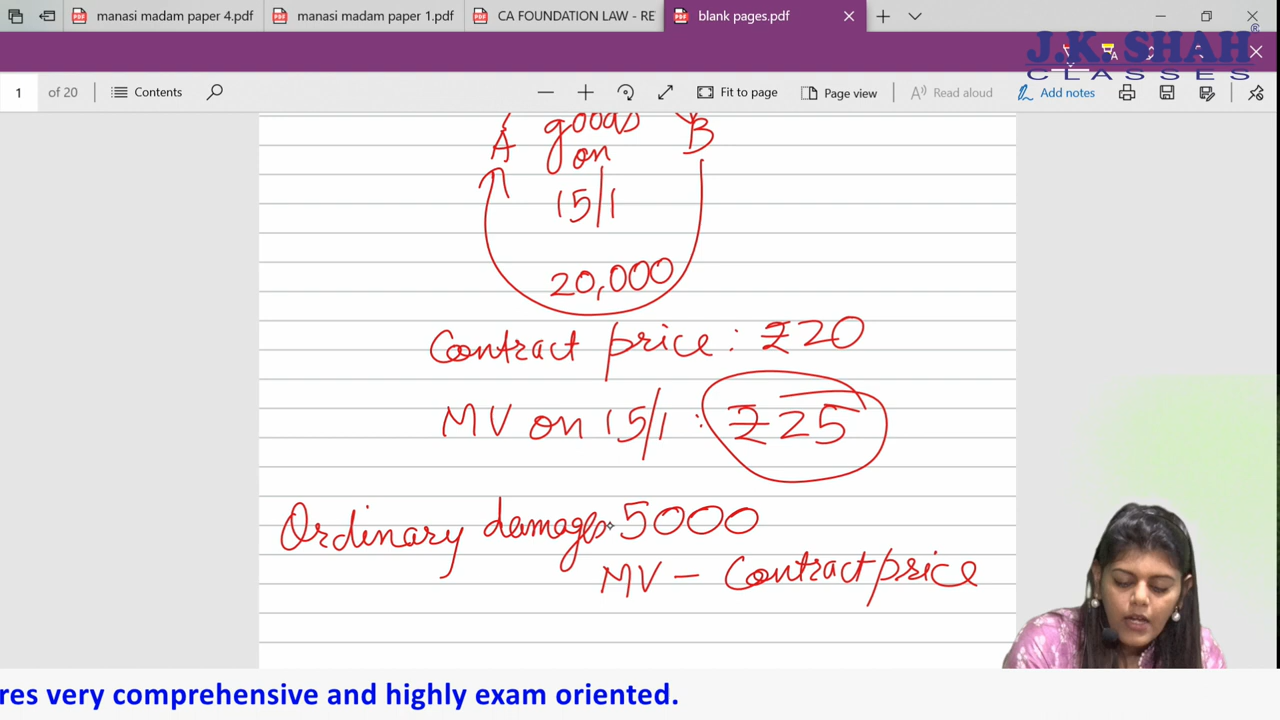 manasi madam paper 4.pdf
manasi madam paper 1.pdf
CA FOUNDATION LAW - RE
blank pages.pdf
J.K. SHAH®
CLASSES
1 of 20
Contents
Fit to page
Page view
Read aloud
Add notes
A goods B
on
15/1
20,000
Contract price: ₹20
MV on 15/1 : ₹25
Ordinary damages 5000
MV - Contract price
res very comprehensive and highly exam oriented.